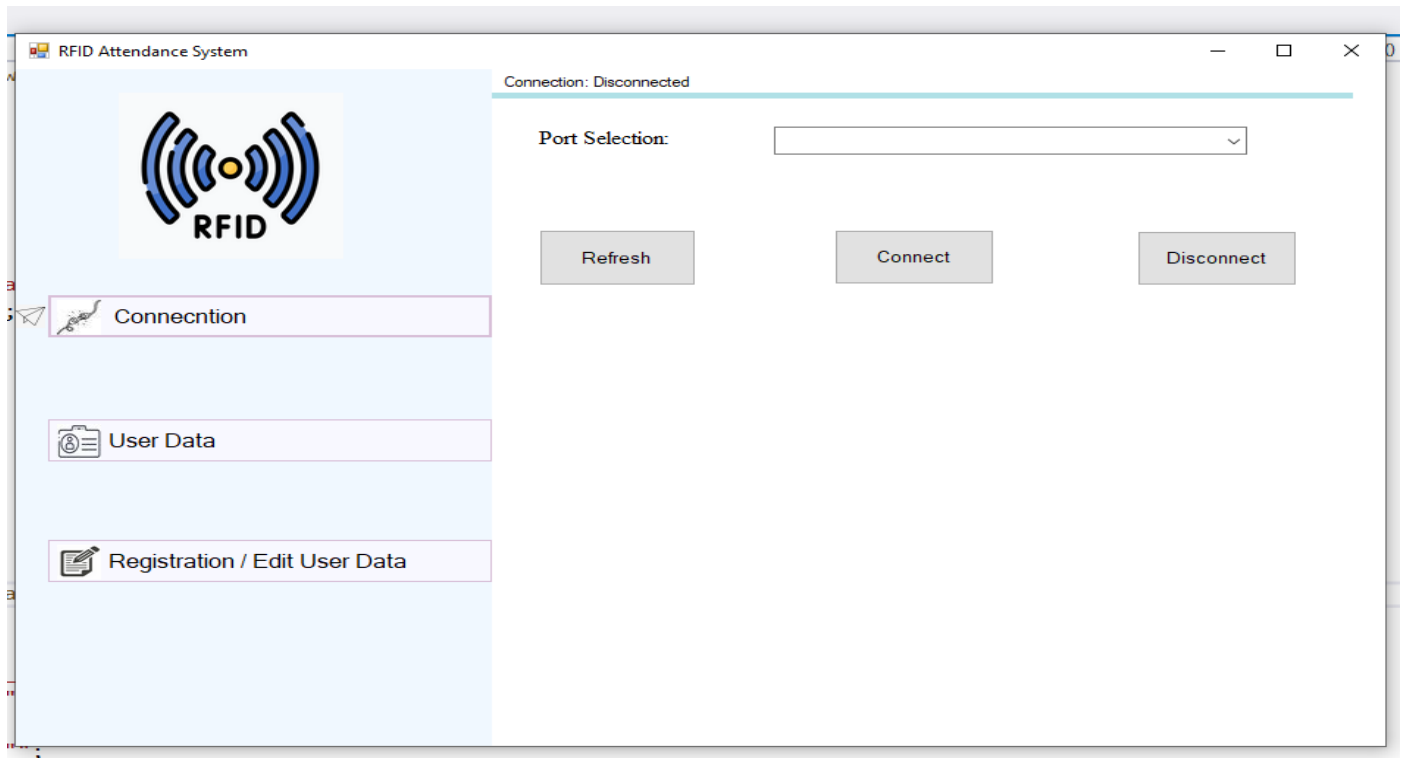 RFID Attendance System
Connection: Disconnected
RFID
Port Selection:
Refresh
Connect
Disconnect
Connecntion
User Data
Registration / Edit User Data